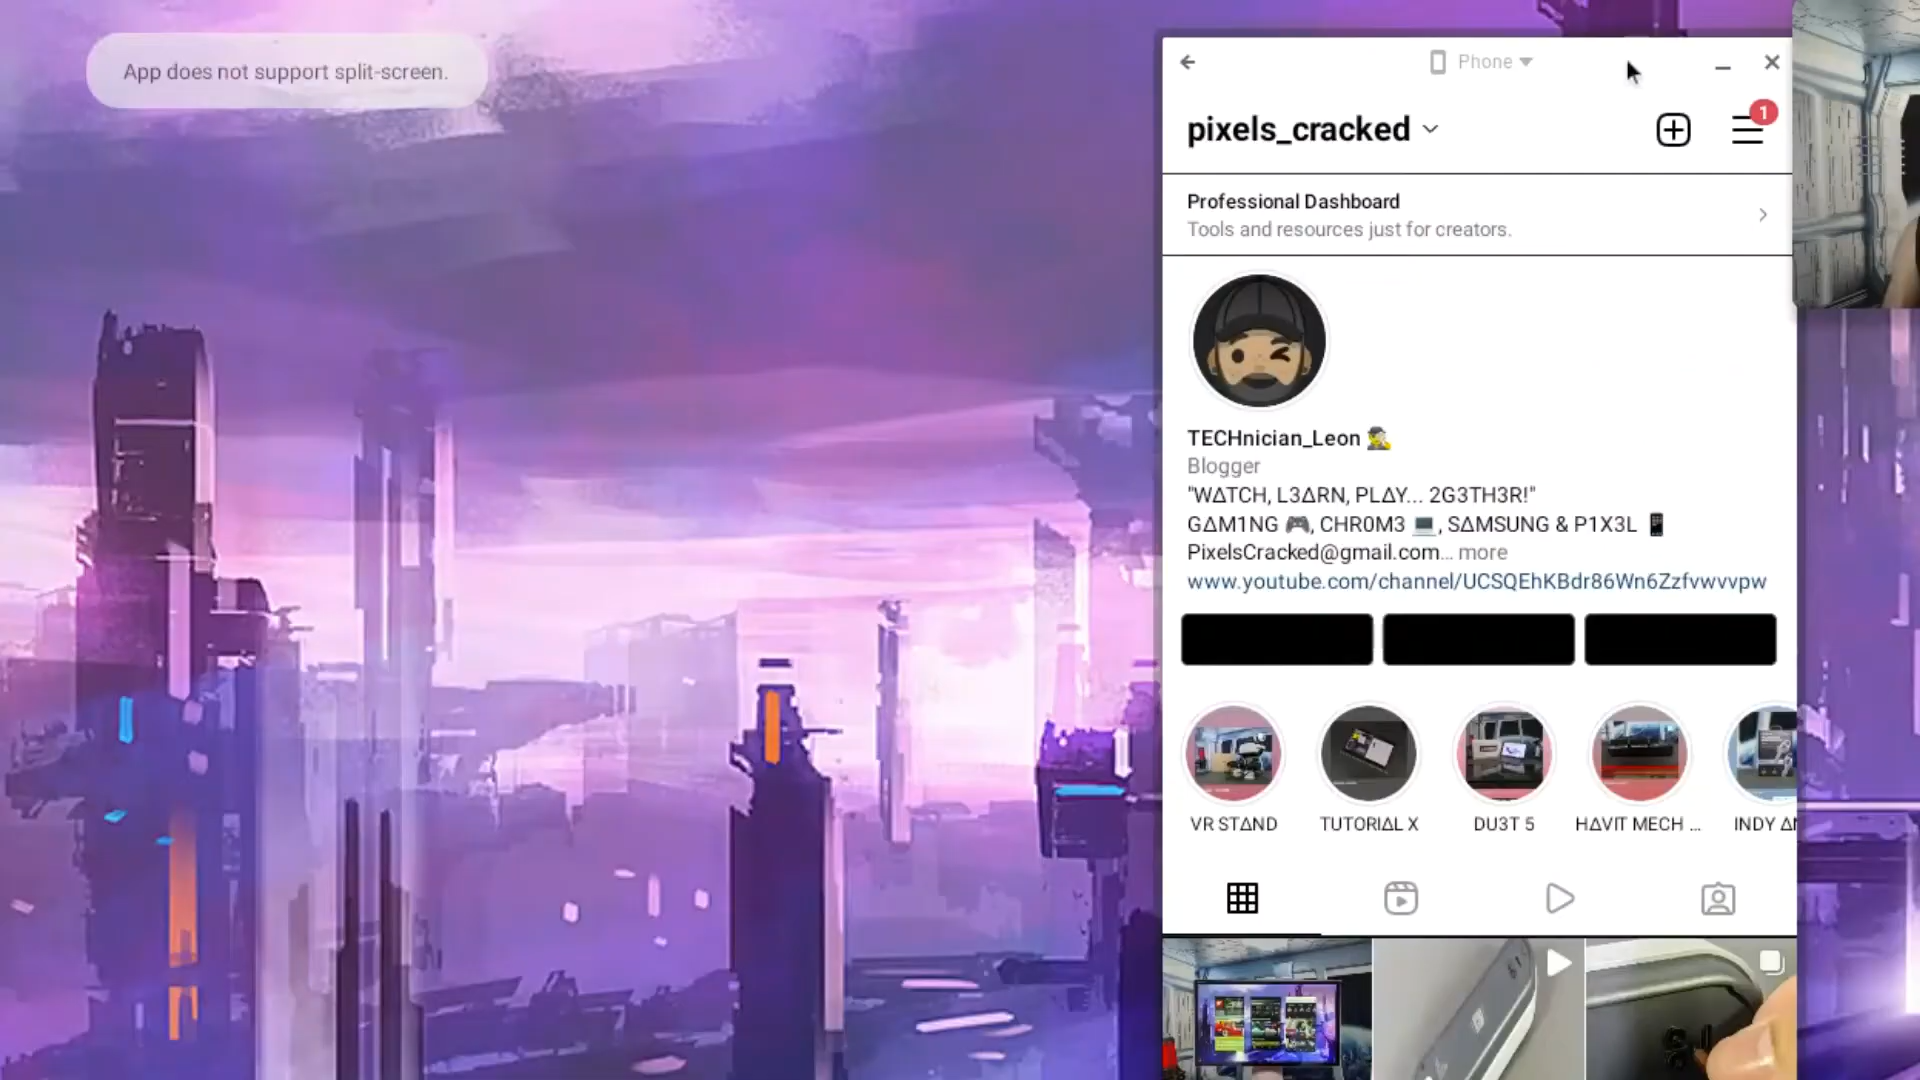 App does not support split-screen.
Phone
pixels_cracked
1
Professional Dashboard
Tools and resources just for creators.
TECHnician_Leon
Blogger
"WΔTCH, L3ΔRN, PLΔY... 2G3TH3R!"
GΔM1NG 🎮, CHR0M3 💻, SΔMSUNG & P1X3L 📱
PixelsCracked@gmail.com... more
www.youtube.com/channel/UCSQEhKBdr86Wn6Zzfvwvvpw
VR STΔND
TUTORIΔL X
DU3T 5
HΔVIT MECH ...
INDY